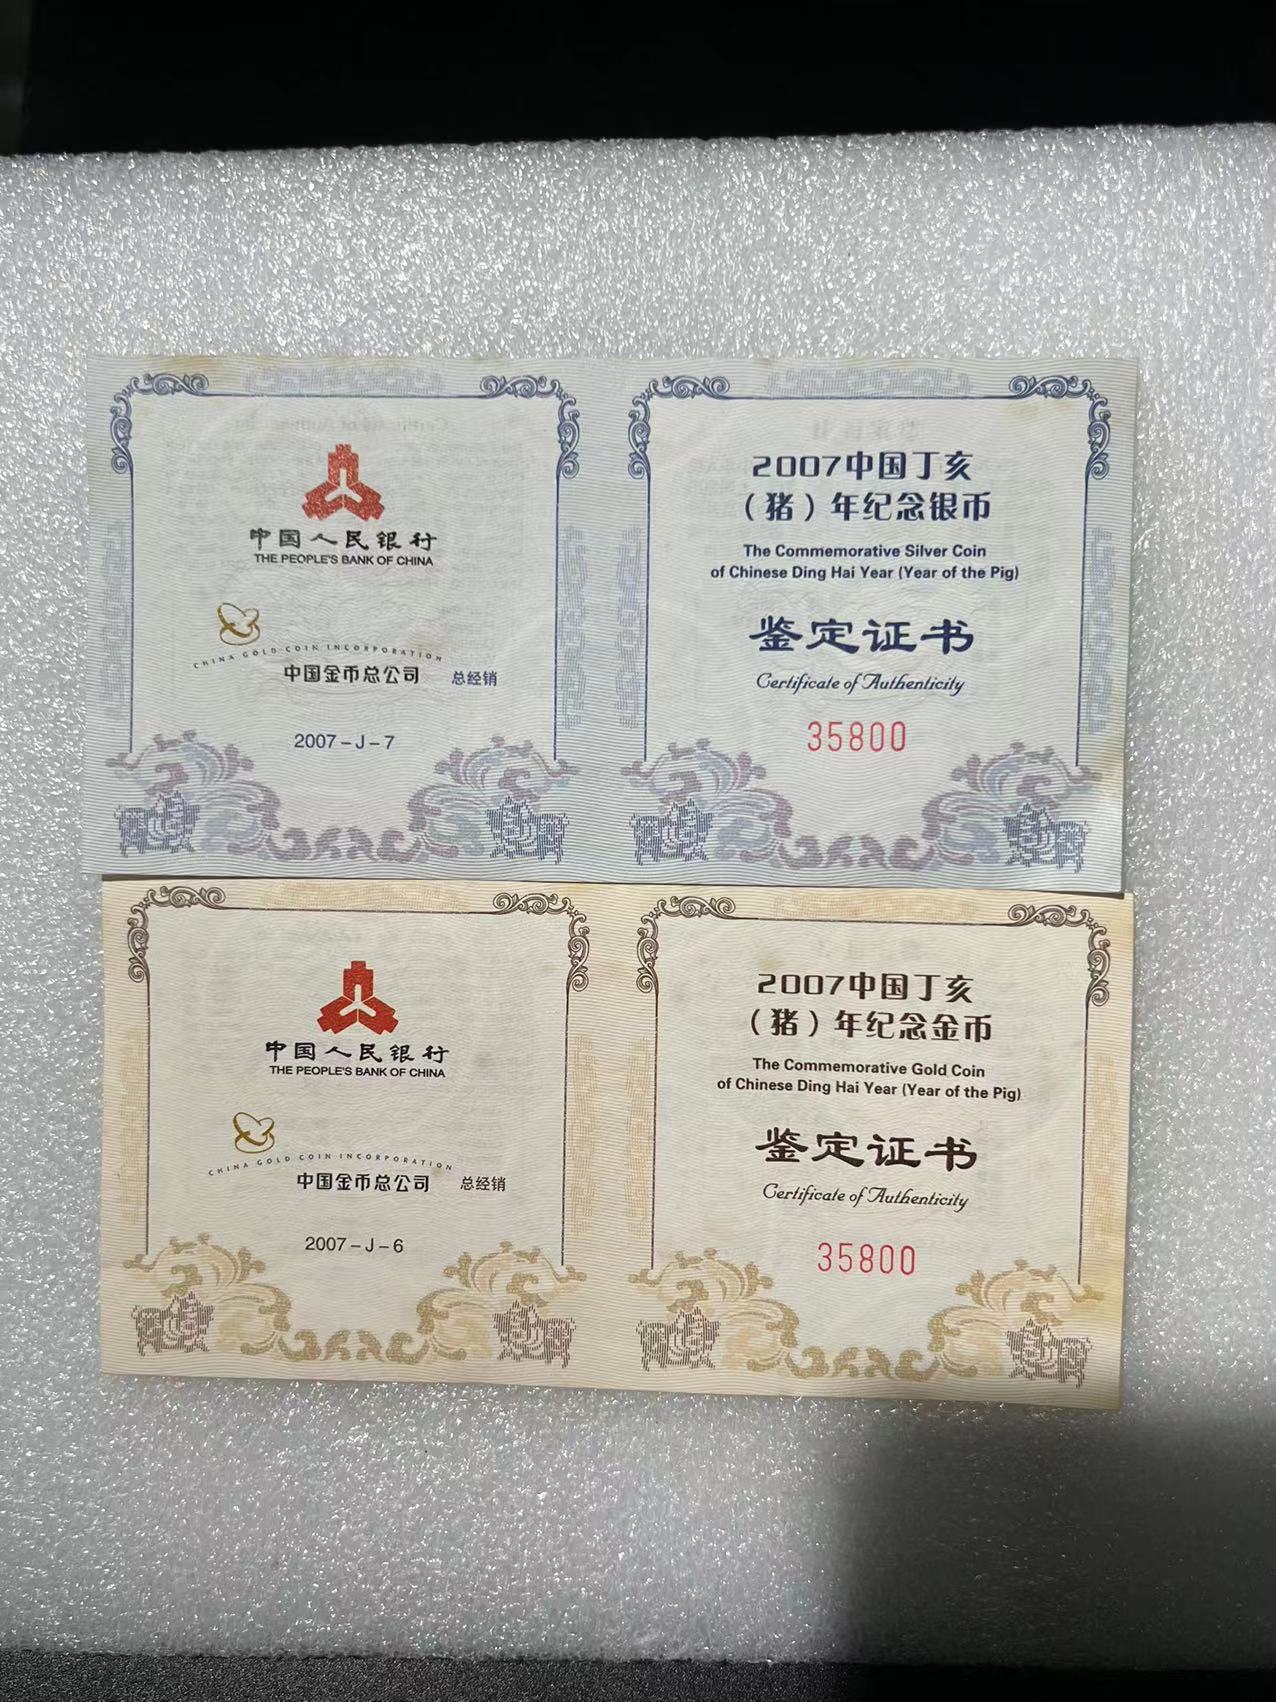 中国人民银行
THE PEOPLE'S BANK OF CHINA
CHINA GOLD COIN INCORPORATION
中国金币总公司 总经销
2007-J-7
2007中国丁亥
（猪）年纪念银币
The Commemorative Silver Coin
of Chinese Ding Hai Year (Year of the Pig)
鉴定证书
Certificate of Authenticity
35800
中国人民银行
THE PEOPLE'S BANK OF CHINA
CHINA GOLD COIN INCORPORATION
中国金币总公司 总经销
2007-J-6
2007中国丁亥
（猪）年纪念金币
The Commemorative Gold Coin
of Chinese Ding Hai Year (Year of the Pig)
鉴定证书
Certificate of Authenticity
35800